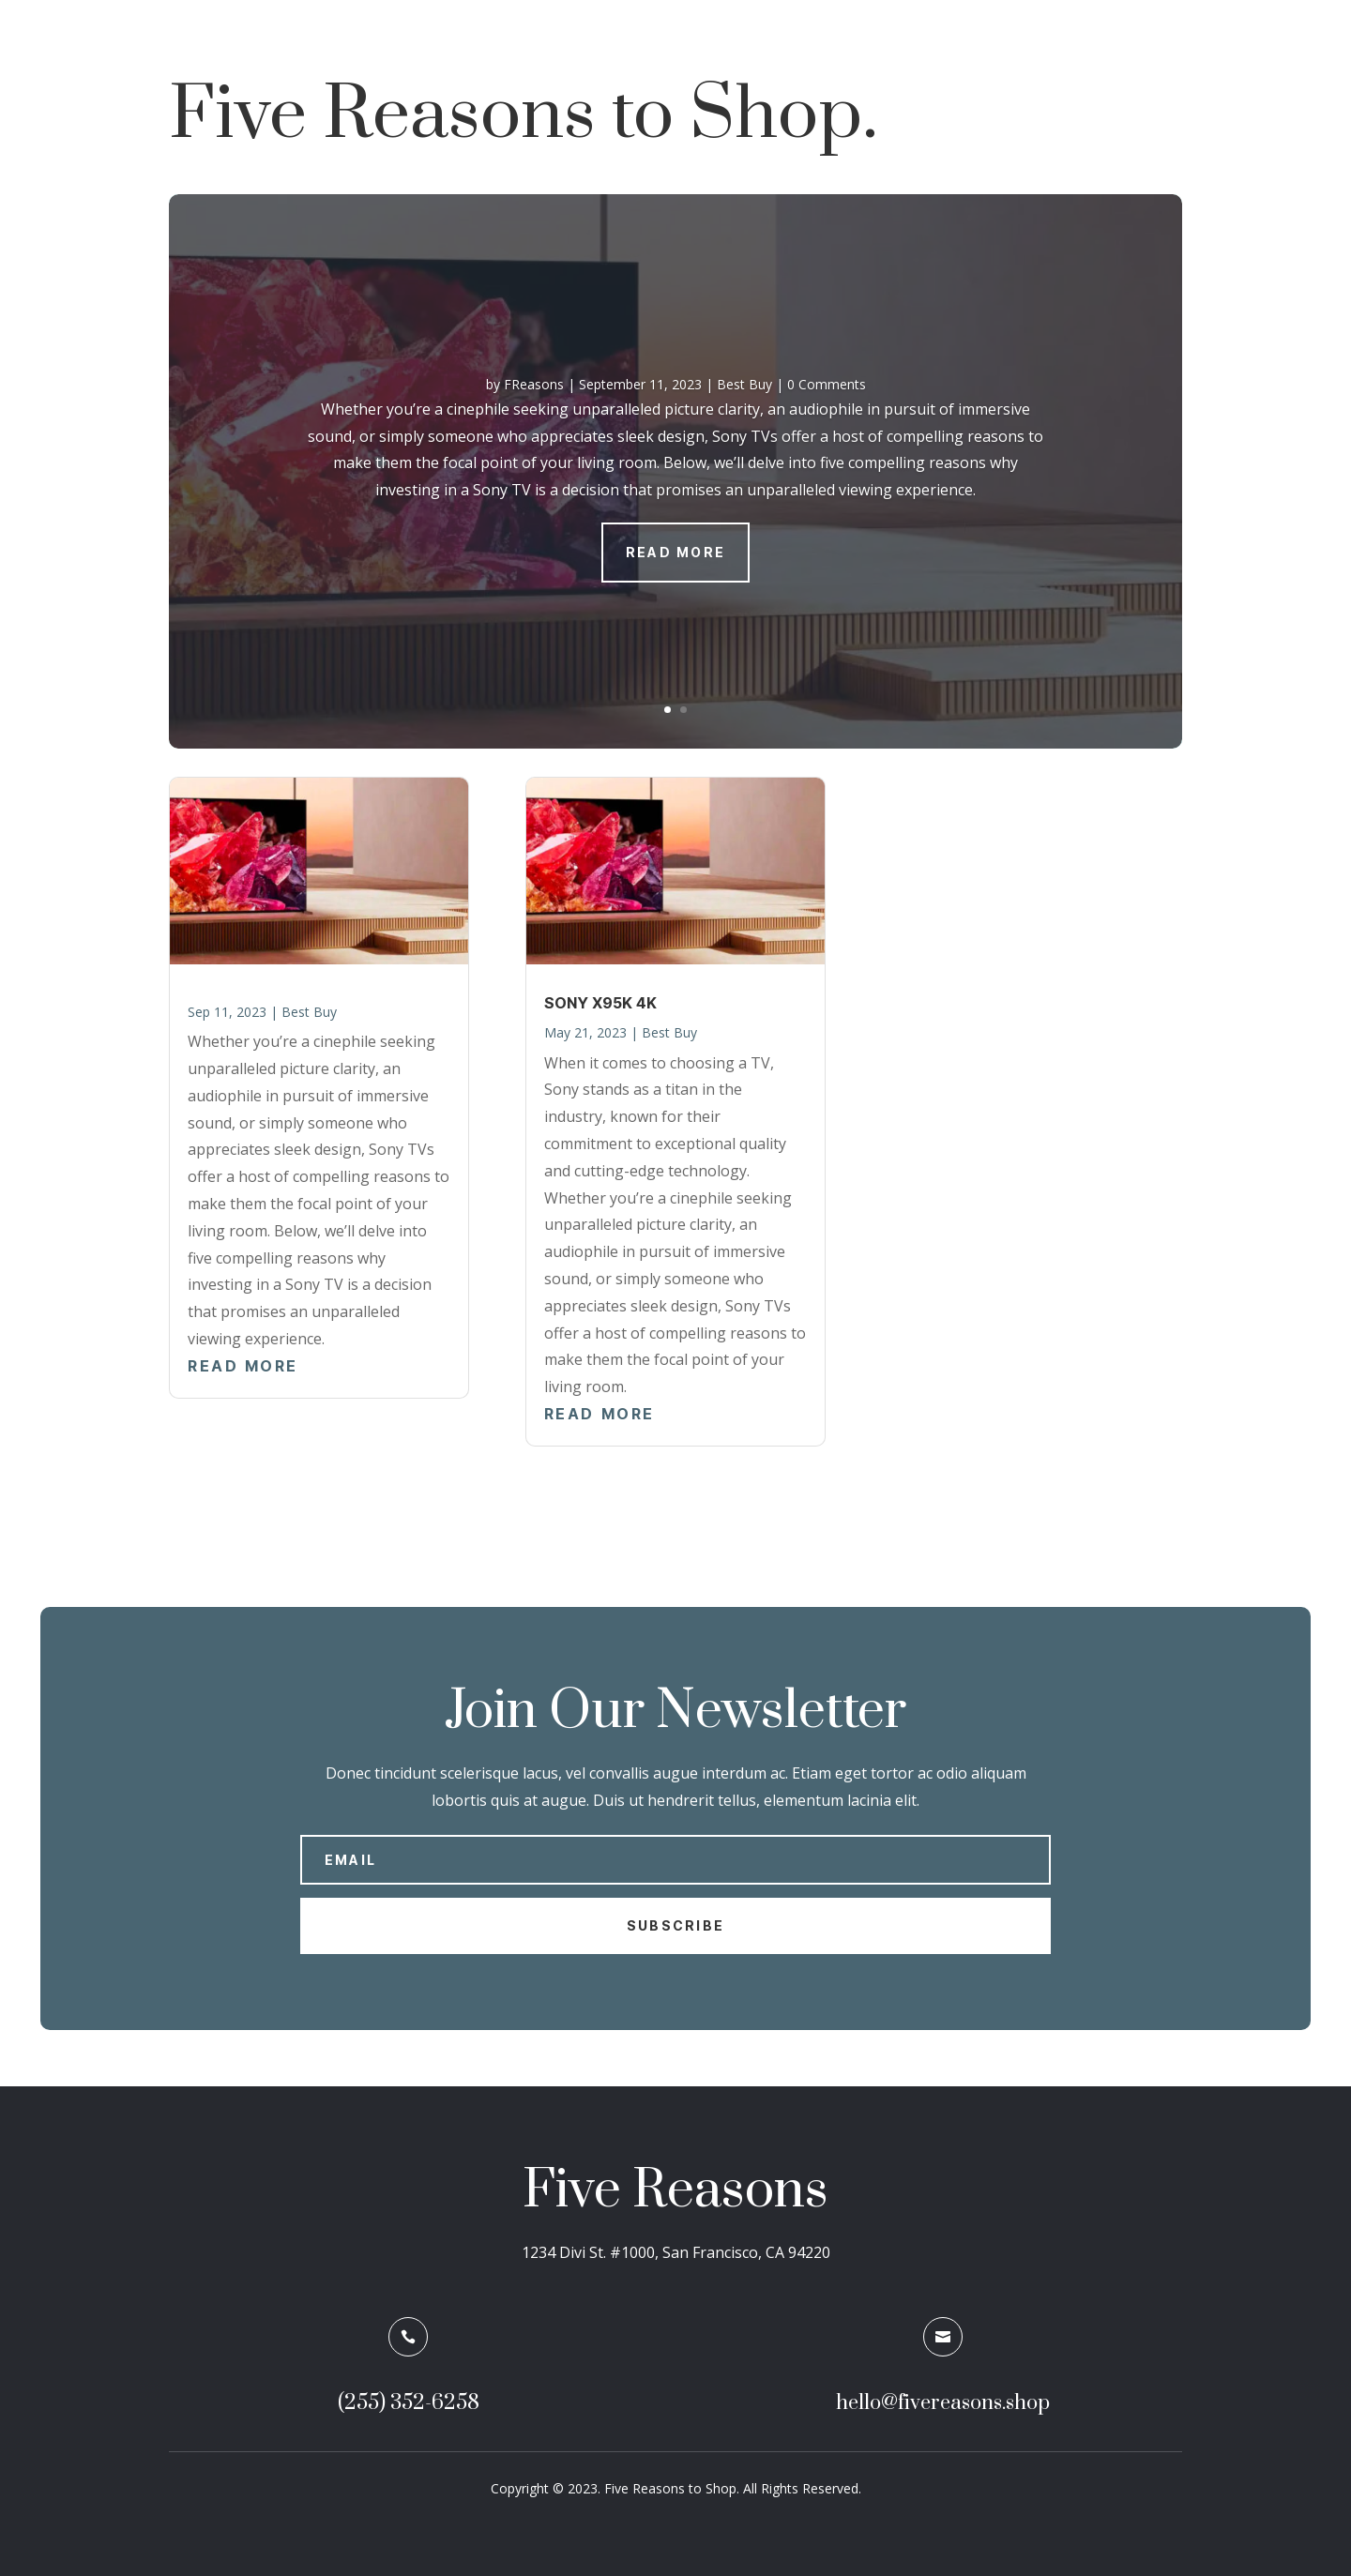 Five Reasons to Shop.
by FReasons | September 11, 2023 | Best Buy | 0 Comments
Whether you’re a cinephile seeking unparalleled picture clarity, an audiophile in pursuit of immersive
sound, or simply someone who appreciates sleek design, Sony TVs offer a host of compelling reasons to
make them the focal point of your living room. Below, we’ll delve into five compelling reasons why
investing in a Sony TV is a decision that promises an unparalleled viewing experience.
READ MORE
Sep 11, 2023 | Best Buy
Whether you’re a cinephile seeking
unparalleled picture clarity, an
audiophile in pursuit of immersive
sound, or simply someone who
appreciates sleek design, Sony TVs
offer a host of compelling reasons to
make them the focal point of your
living room. Below, we’ll delve into
five compelling reasons why
investing in a Sony TV is a decision
that promises an unparalleled
viewing experience.
READ MORE
SONY X95K 4K
May 21, 2023 | Best Buy
When it comes to choosing a TV,
Sony stands as a titan in the
industry, known for their
commitment to exceptional quality
and cutting-edge technology.
Whether you’re a cinephile seeking
unparalleled picture clarity, an
audiophile in pursuit of immersive
sound, or simply someone who
appreciates sleek design, Sony TVs
offer a host of compelling reasons to
make them the focal point of your
living room.
READ MORE
Join Our Newsletter
Donec tincidunt scelerisque lacus, vel convallis augue interdum ac. Etiam eget tortor ac odio aliquam
lobortis quis at augue. Duis ut hendrerit tellus, elementum lacinia elit.
EMAIL
SUBSCRIBE
Five Reasons
1234 Divi St. #1000, San Francisco, CA 94220
(255) 352-6258
hello@fivereasons.shop
Copyright © 2023. Five Reasons to Shop. All Rights Reserved.